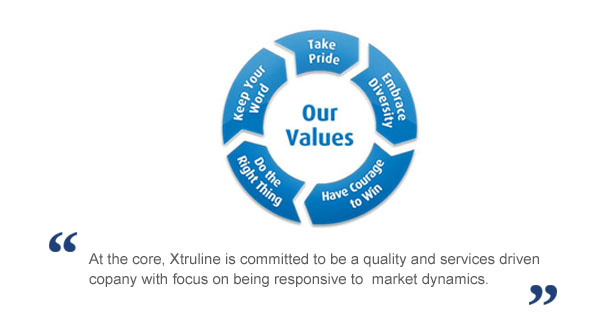 Take
Pride
Embrace
Diversity
Have Courage
to Win
Do the
Right Thing
Keep Your
Word
Our
Values
“
At the core, Xtruline is committed to be a quality and services driven
copany with focus on being responsive to  market dynamics.
”